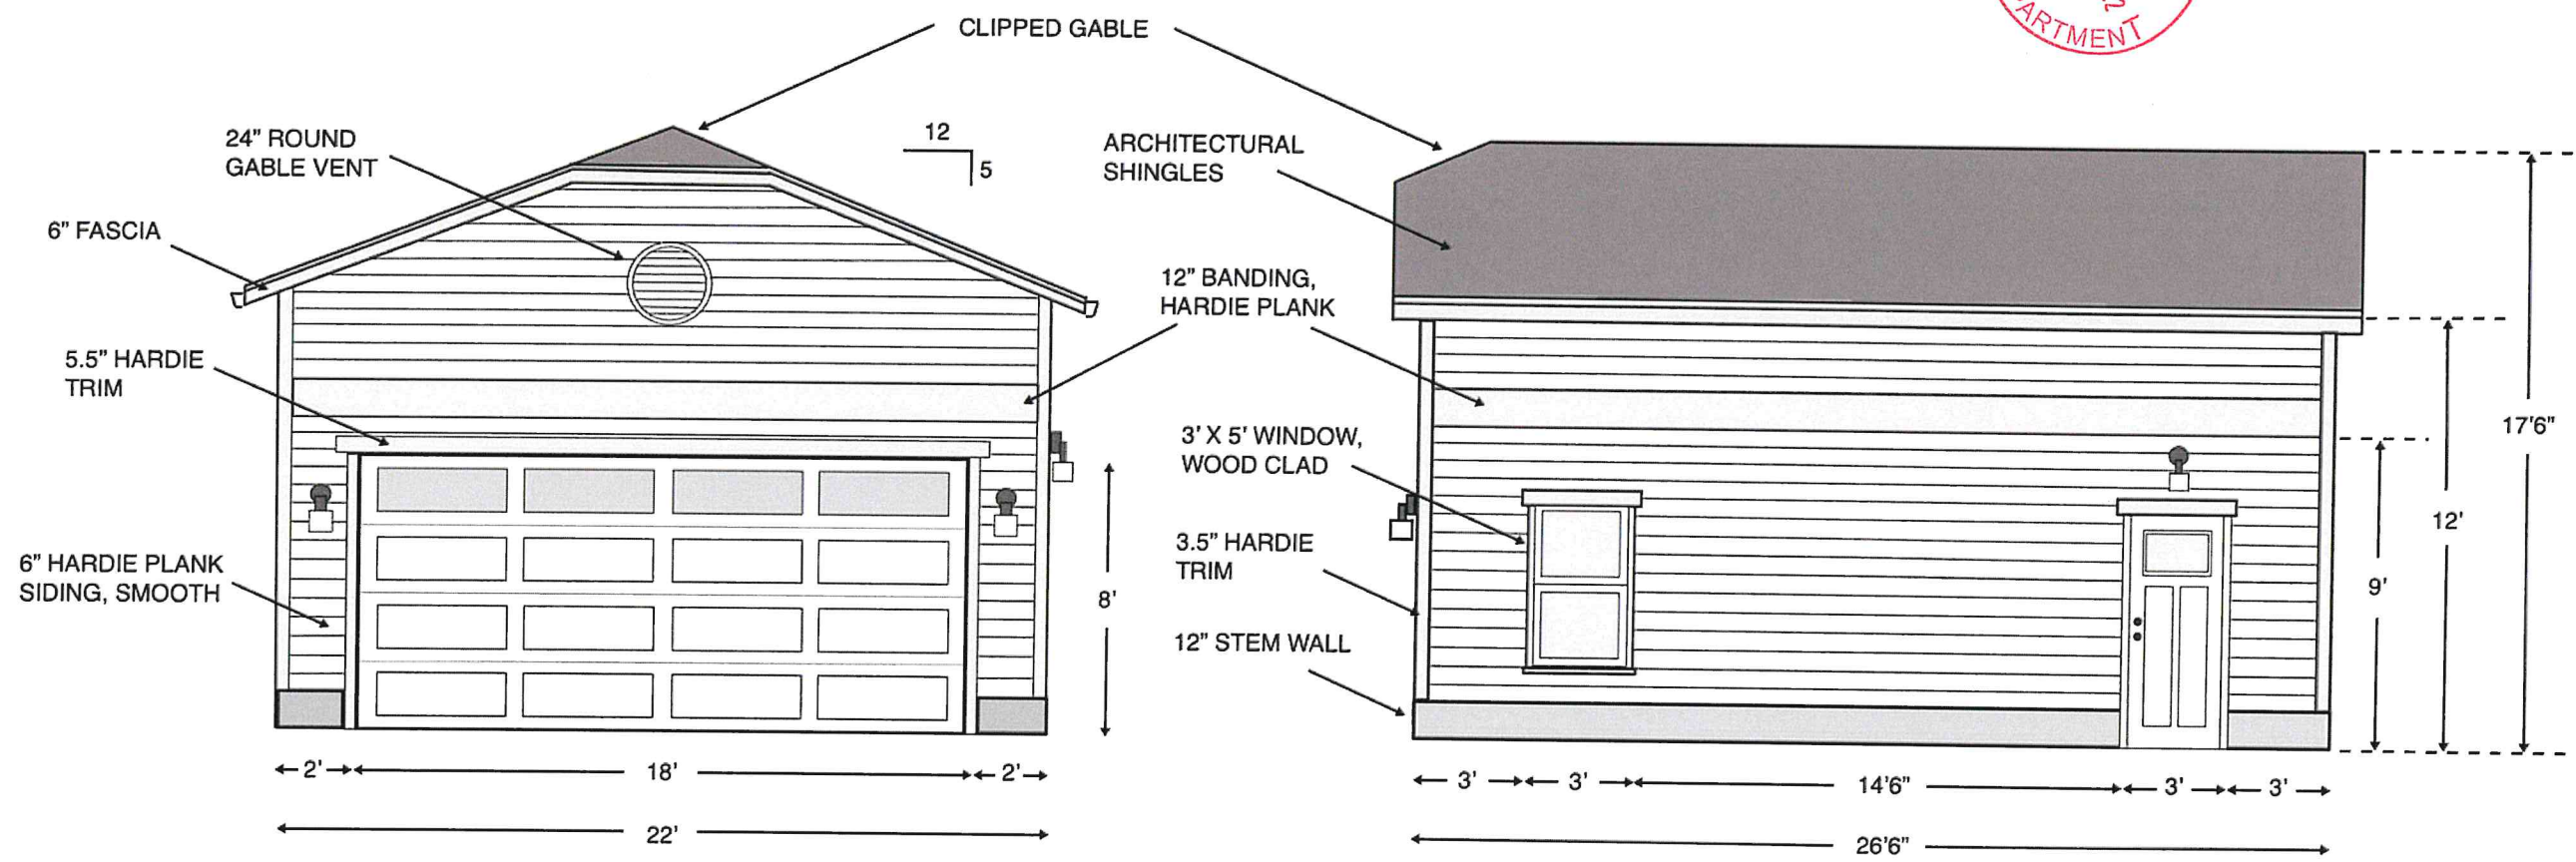 CLIPPED GABLE
PARTMENT
24” ROUND
GABLE VENT
12
5
ARCHITECTURAL
SHINGLES
6” FASCIA
12” BANDING,
HARDIE PLANK
5.5” HARDIE
TRIM
3’ X 5’ WINDOW,
WOOD CLAD
3.5” HARDIE
TRIM
6” HARDIE PLANK
SIDING, SMOOTH
12” STEM WALL
8’
17’6”
12’
9’
2’
18’
2’
22’
3’
3’
14’6”
3’
3’
26’6”